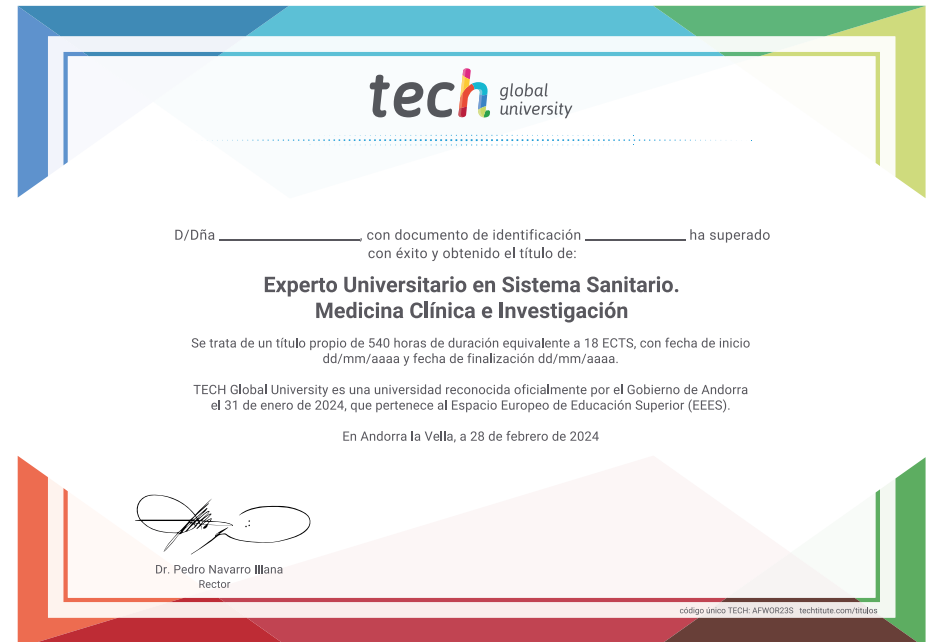 tech global
university
D/Dña ______________, con documento de identificación __________ ha superado
con éxito y obtenido el título de:
Experto Universitario en Sistema Sanitario.
Medicina Clínica e Investigación
Se trata de un título propio de 540 horas de duración equivalente a 18 ECTS, con fecha de inicio
dd/mm/aaaa y fecha de finalización dd/mm/aaaa.
TECH Global University es una universidad reconocida oficialmente por el Gobierno de Andorra
el 31 de enero de 2024, que pertenece al Espacio Europeo de Educación Superior (EEES).
En Andorra la Vella, a 28 de febrero de 2024
Dr. Pedro Navarro Illana
Rector
código único TECH: AFWOR23S techtitute.com/titulos